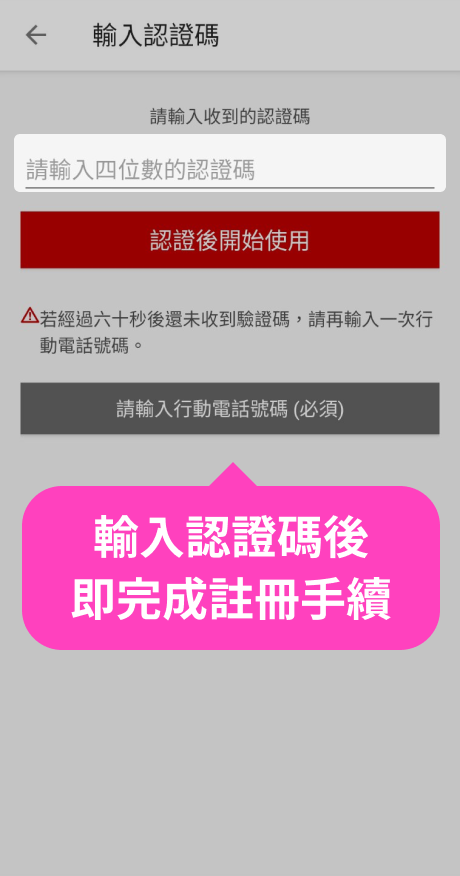 輸入認證碼
請輸入收到的認證碼
請輸入四位數的認證碼
認證後開始使用
若經過六十秒後還未收到驗證碼，請再輸入一次行
動電話號碼。
請輸入行動電話號碼 (必須)
輸入認證碼後
即完成註冊手續